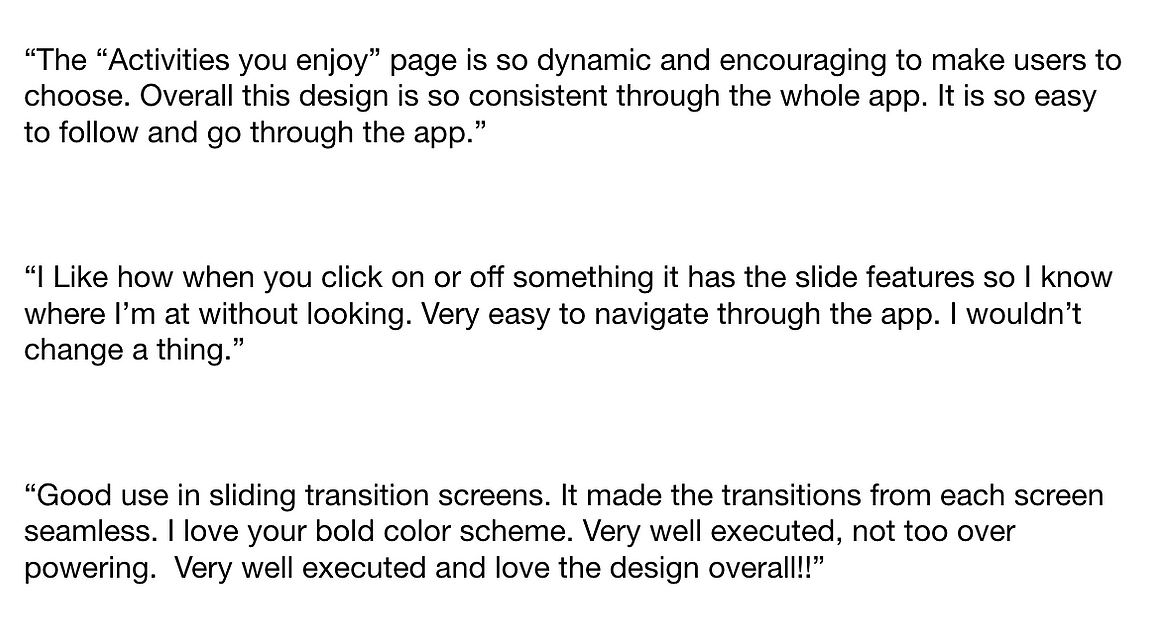 “The “Activities you enjoy” page is so dynamic and encouraging to make users to
choose. Overall this design is so consistent through the whole app. It is so easy
to follow and go through the app.”
“I Like how when you click on or off something it has the slide features so I know
where I’m at without looking. Very easy to navigate through the app. I wouldn’t
change a thing.”
“Good use in sliding transition screens. It made the transitions from each screen
seamless. I love your bold color scheme. Very well executed, not too over
powering.  Very well executed and love the design overall!!”